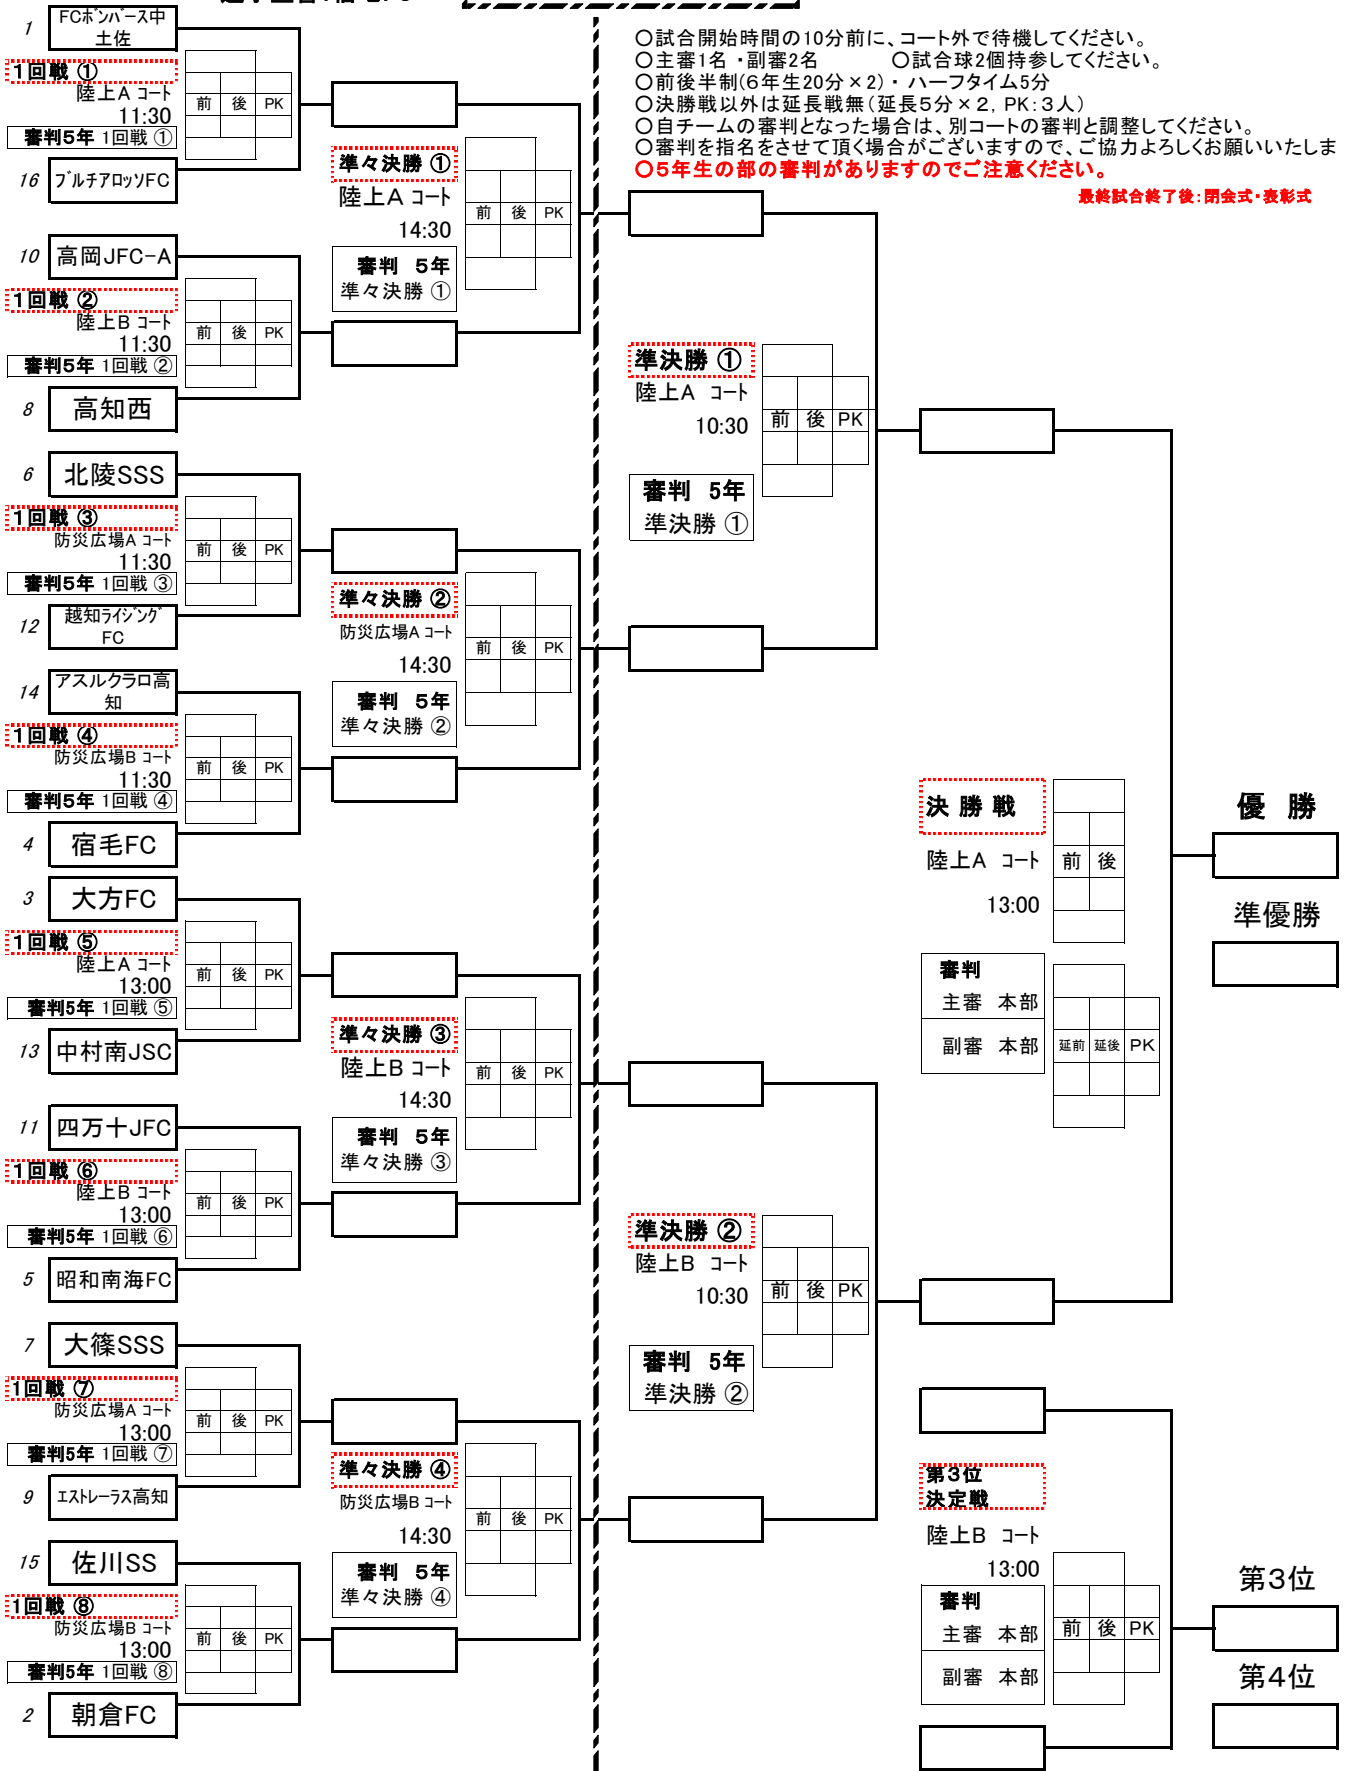 ○試合開始時間の10分前に、コート外で待機してください。
○主審1名・副審2名　○試合球2個持参してください。
○前後半制(6年生20分×2)・ハーフタイム5分
○決勝戦以外は延長戦無(延長5分×2, PK:3人)
○自チームの審判となった場合は、別コートの審判と調整してください。
○審判を指名をさせて頂く場合がございますので、ご協力よろしくお願いいたしま
○5年生の部の審判がありますのでご注意ください。
最終試合終了後:閉会式・表彰式
1 FCボンバース中
土佐
1回戦 ①
陸上A コート
11:30
前 後 PK
審判5年 1回戦 ①
16 ブルチアロッソFC
10 高岡JFC-A
1回戦 ②
陸上B コート
11:30
前 後 PK
審判5年 1回戦 ②
8 高知西
6 北陵SSS
1回戦 ③
防災広場A コート
11:30
前 後 PK
審判5年 1回戦 ③
12 越知ライジング
FC
14 アスルクラロ高
知
1回戦 ④
防災広場B コート
11:30
前 後 PK
審判5年 1回戦 ④
4 宿毛FC
3 大方FC
1回戦 ⑤
陸上A コート
13:00
前 後 PK
審判5年 1回戦 ⑤
13 中村南JSC
11 四万十JFC
1回戦 ⑥
陸上B コート
13:00
前 後 PK
審判5年 1回戦 ⑥
5 昭和南海FC
7 大篠SSS
1回戦 ⑦
防災広場A コート
13:00
前 後 PK
審判5年 1回戦 ⑦
9 エストレーラス高知
15 佐川SS
1回戦 ⑧
防災広場B コート
13:00
前 後 PK
審判5年 1回戦 ⑧
2 朝倉FC
準々決勝 ①
陸上A コート
14:30
前 後 PK
審判 5年
準々決勝 ①
準々決勝 ②
防災広場A コート
14:30
前 後 PK
審判 5年
準々決勝 ②
準々決勝 ③
陸上B コート
14:30
前 後 PK
審判 5年
準々決勝 ③
準々決勝 ④
防災広場B コート
14:30
前 後 PK
審判 5年
準々決勝 ④
準決勝 ①
陸上A コート
10:30
前 後 PK
審判 5年
準決勝 ①
準決勝 ②
陸上B コート
10:30
前 後 PK
審判 5年
準決勝 ②
決 勝 戦
陸上A コート
13:00
前 後
審判
主審 本部
副審 本部
延前 延後 PK
優 勝
準優勝
第3位
決定戦
陸上B コート
13:00
審判
主審 本部
副審 本部
前 後 PK
第3位
第4位